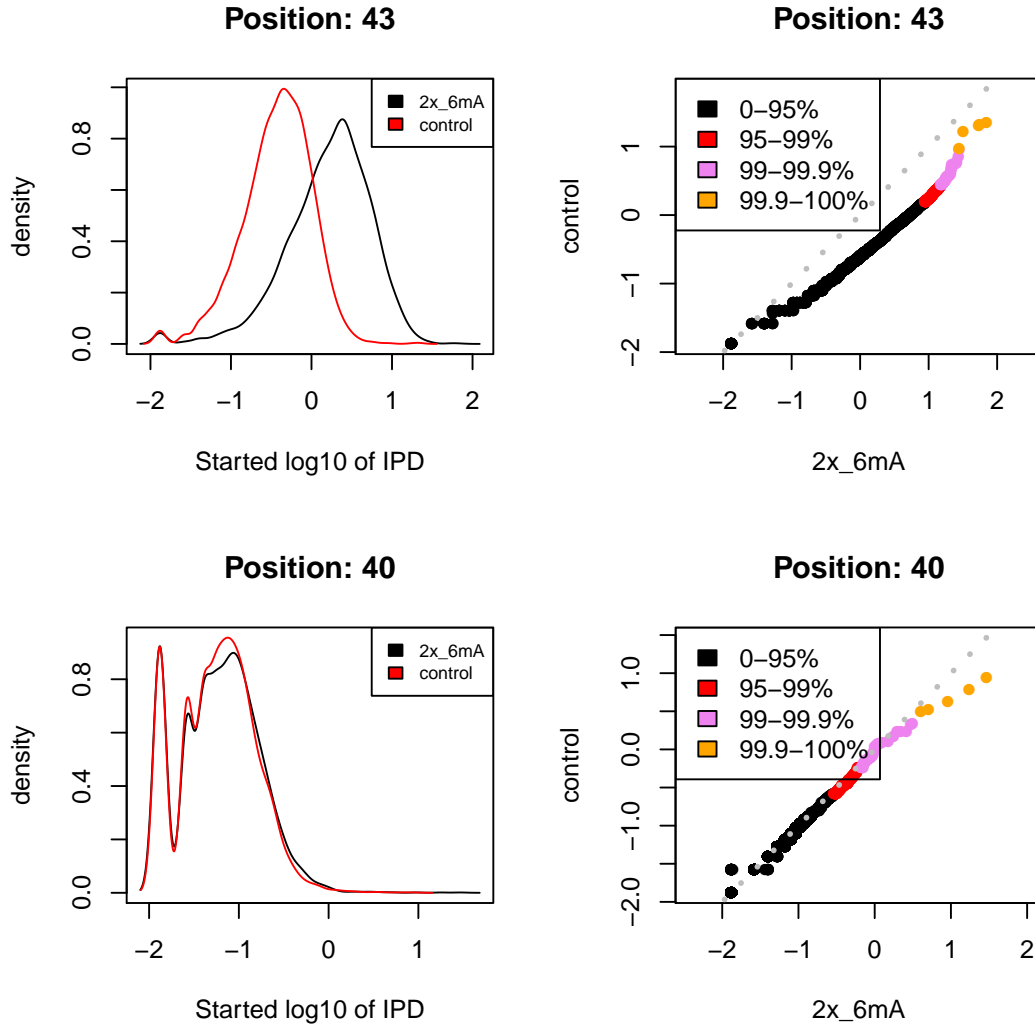 Position: 43
density
0.0 0.4 0.8
2x_6mA
control
−2 −1 0 1 2
Started log10 of IPD
Position: 43
control
−2 −1 0 1
0−95%
95−99%
99−99.9%
99.9−100%
−2 −1 0 1 2
2x_6mA
Position: 40
density
0.0 0.4 0.8
2x_6mA
control
−2 −1 0 1
Started log10 of IPD
Position: 40
control
−2.0 −1.0 0.0 1.0
0−95%
95−99%
99−99.9%
99.9−100%
−2 −1 0 1 2
2x_6mA